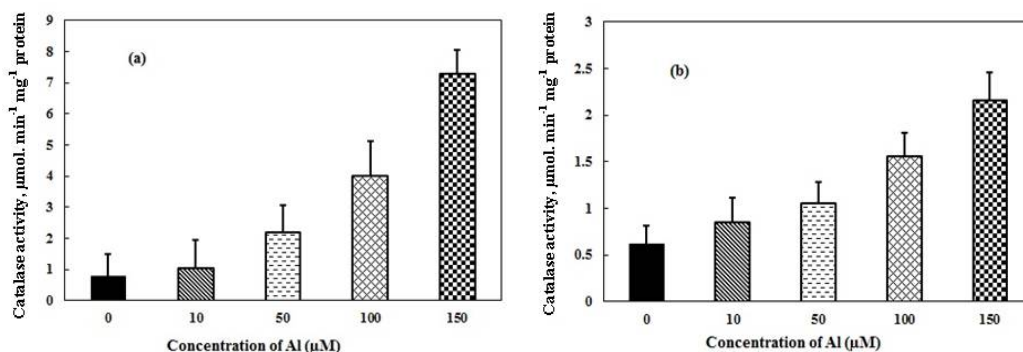 Catalase activity, µmol. min⁻¹ mg⁻¹ protein
9
8
7
6
5
4
3
2
1
0
(a)
0 10 50 100 150
Concentration of Al (µM)
Catalase activity, µmol. min⁻¹ mg⁻¹ protein
3
2.5
2
1.5
1
0.5
0
(b)
0 10 50 100 150
Concentration of Al (µM)